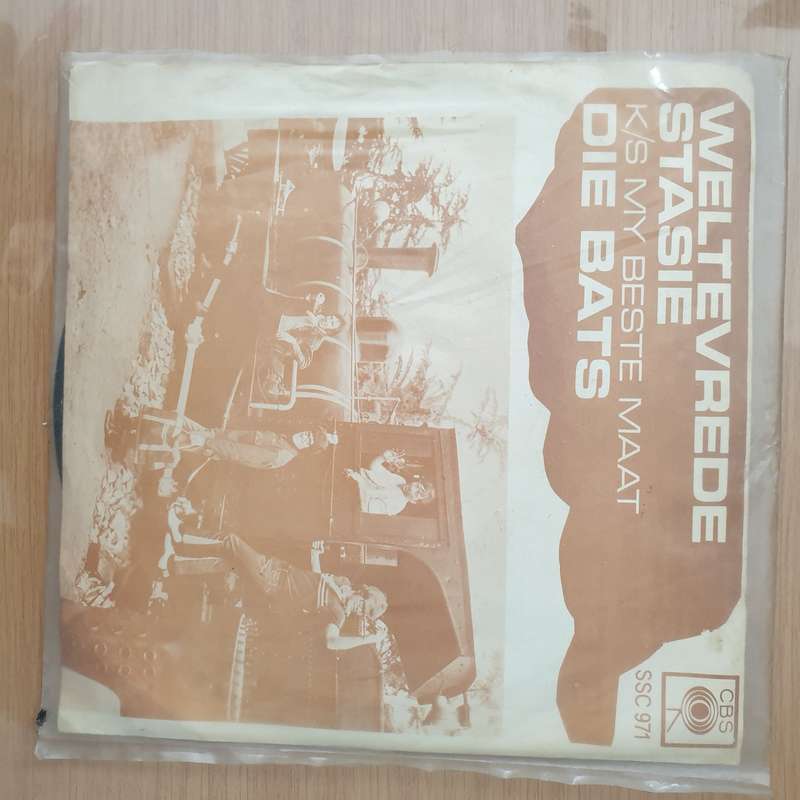 WELTEVREDE
STASIE
K/S MY BESTE MAAT
DIE BATS
CBS
SSC 971